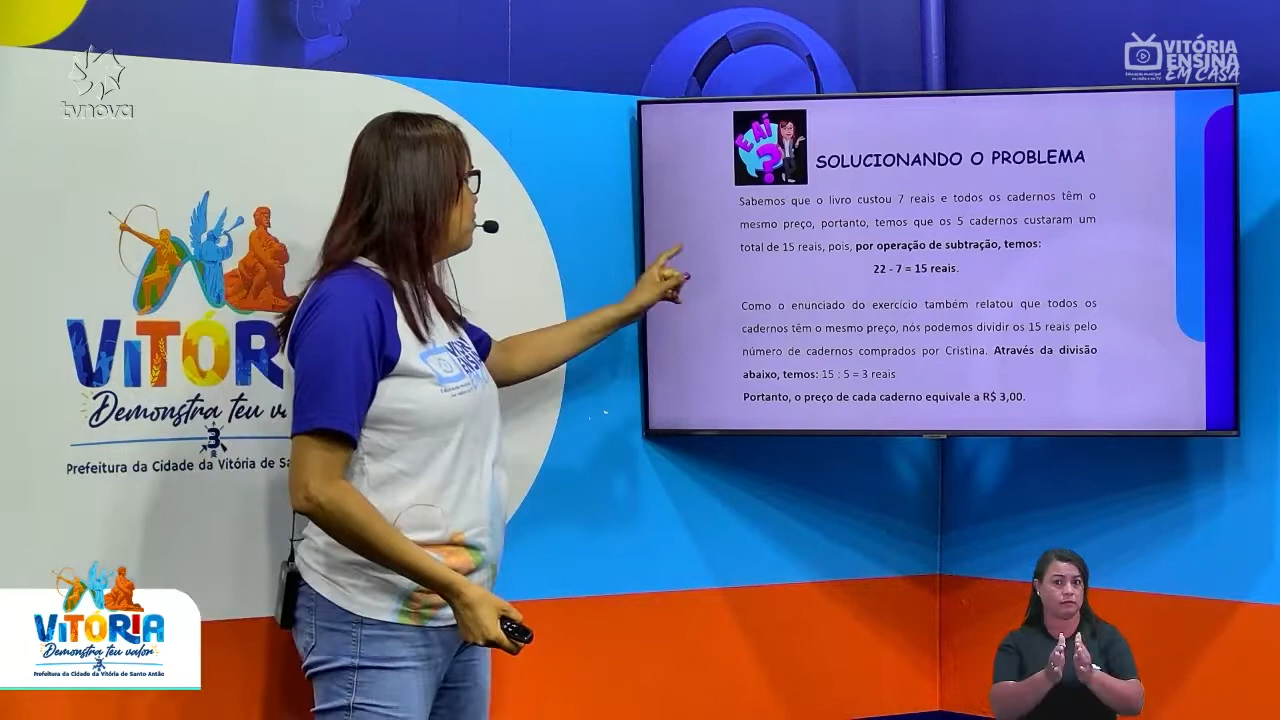 tvnova
VITÓRIA
ENSINA
EM CASA
E AÍ
?
SOLUCIONANDO O PROBLEMA
Sabemos que o livro custou 7 reais e todos os cadernos têm o
mesmo preço, portanto, temos que os 5 cadernos custaram um
total de 15 reais, pois, por operação de subtração, temos:
22 - 7 = 15 reais.
Como o enunciado do exercício também relatou que todos os
cadernos têm o mesmo preço, nós podemos dividir os 15 reais pelo
número de cadernos comprados por Cristina. Através da divisão
abaixo, temos: 15 : 5 = 3 reais
Portanto, o preço de cada caderno equivale a R$ 3,00.
VITÓR
Demonstra teu va
Prefeitura da Cidade da Vitória de Sa
VITÓRIA
Demonstra teu valor
Prefeitura da Cidade da Vitória de Santo Antão